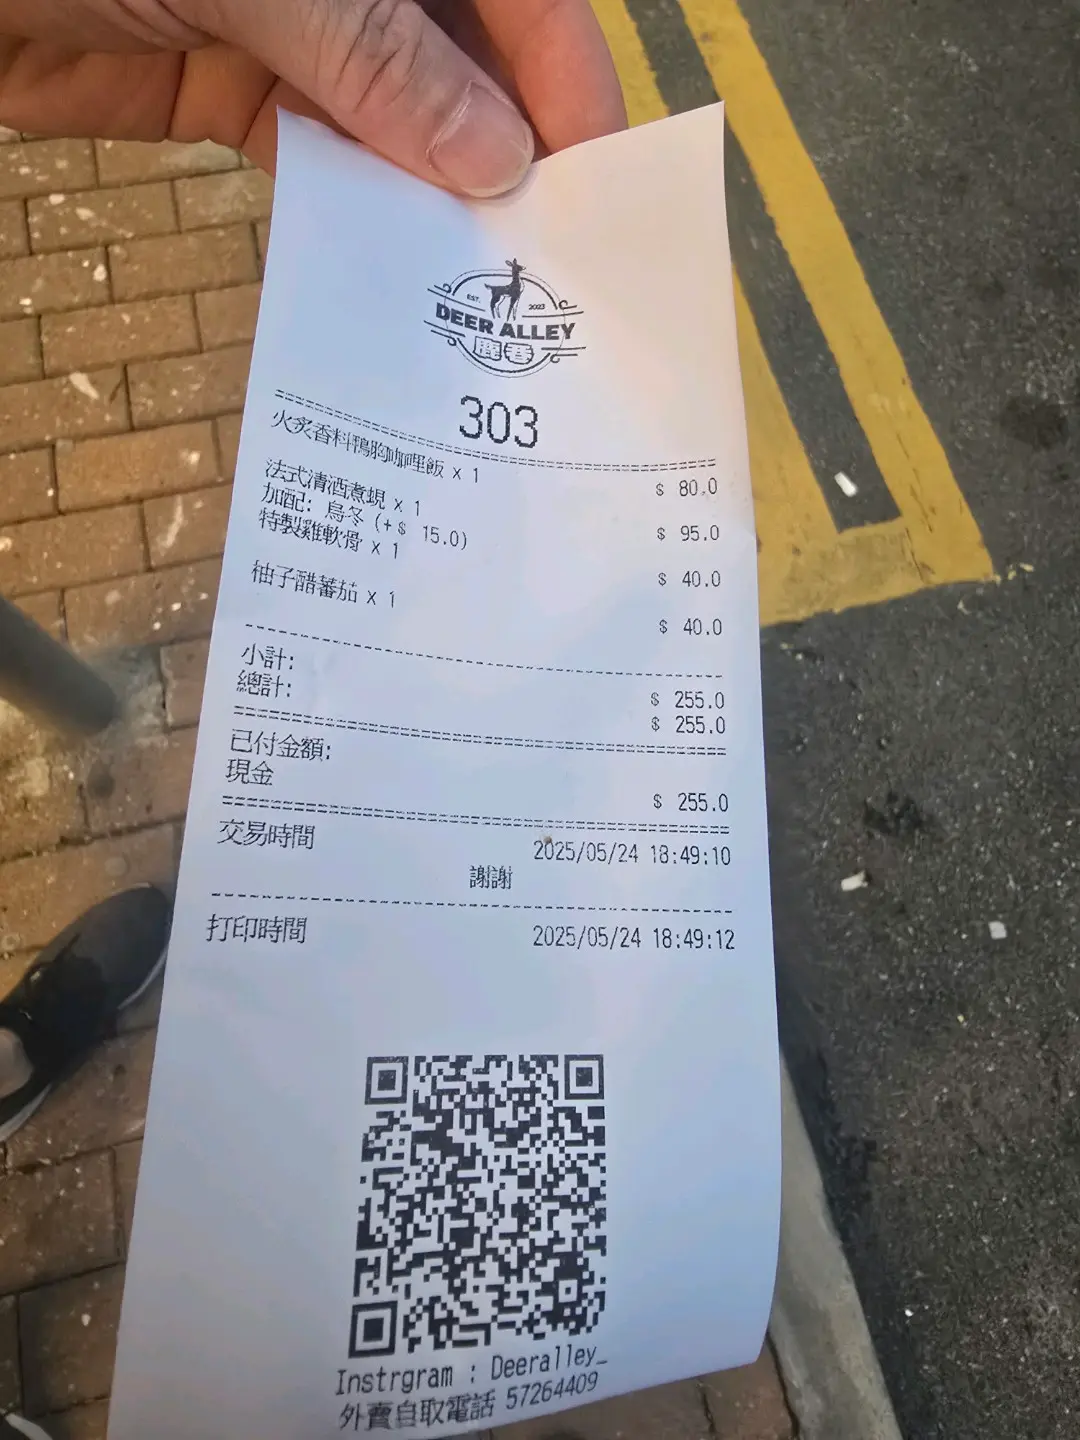 EST. 2023
DEER ALLEY
鹿巷
303
火炙香料鴨胸咖哩飯 x 1
$ 80.0
法式清酒煮蜆 x 1
$ 95.0
加配: 烏冬 (+$ 15.0)
特製雞軟骨 x 1
$ 40.0
柚子醋蕃茄 x 1
$ 40.0
小計:
$ 255.0
總計:
$ 255.0
已付金額:
現金
$ 255.0
交易時間
2025/05/24 18:49:10
謝謝
打印時間
2025/05/24 18:49:12
Instrgram : Deeralley_
外賣自取電話 57264409